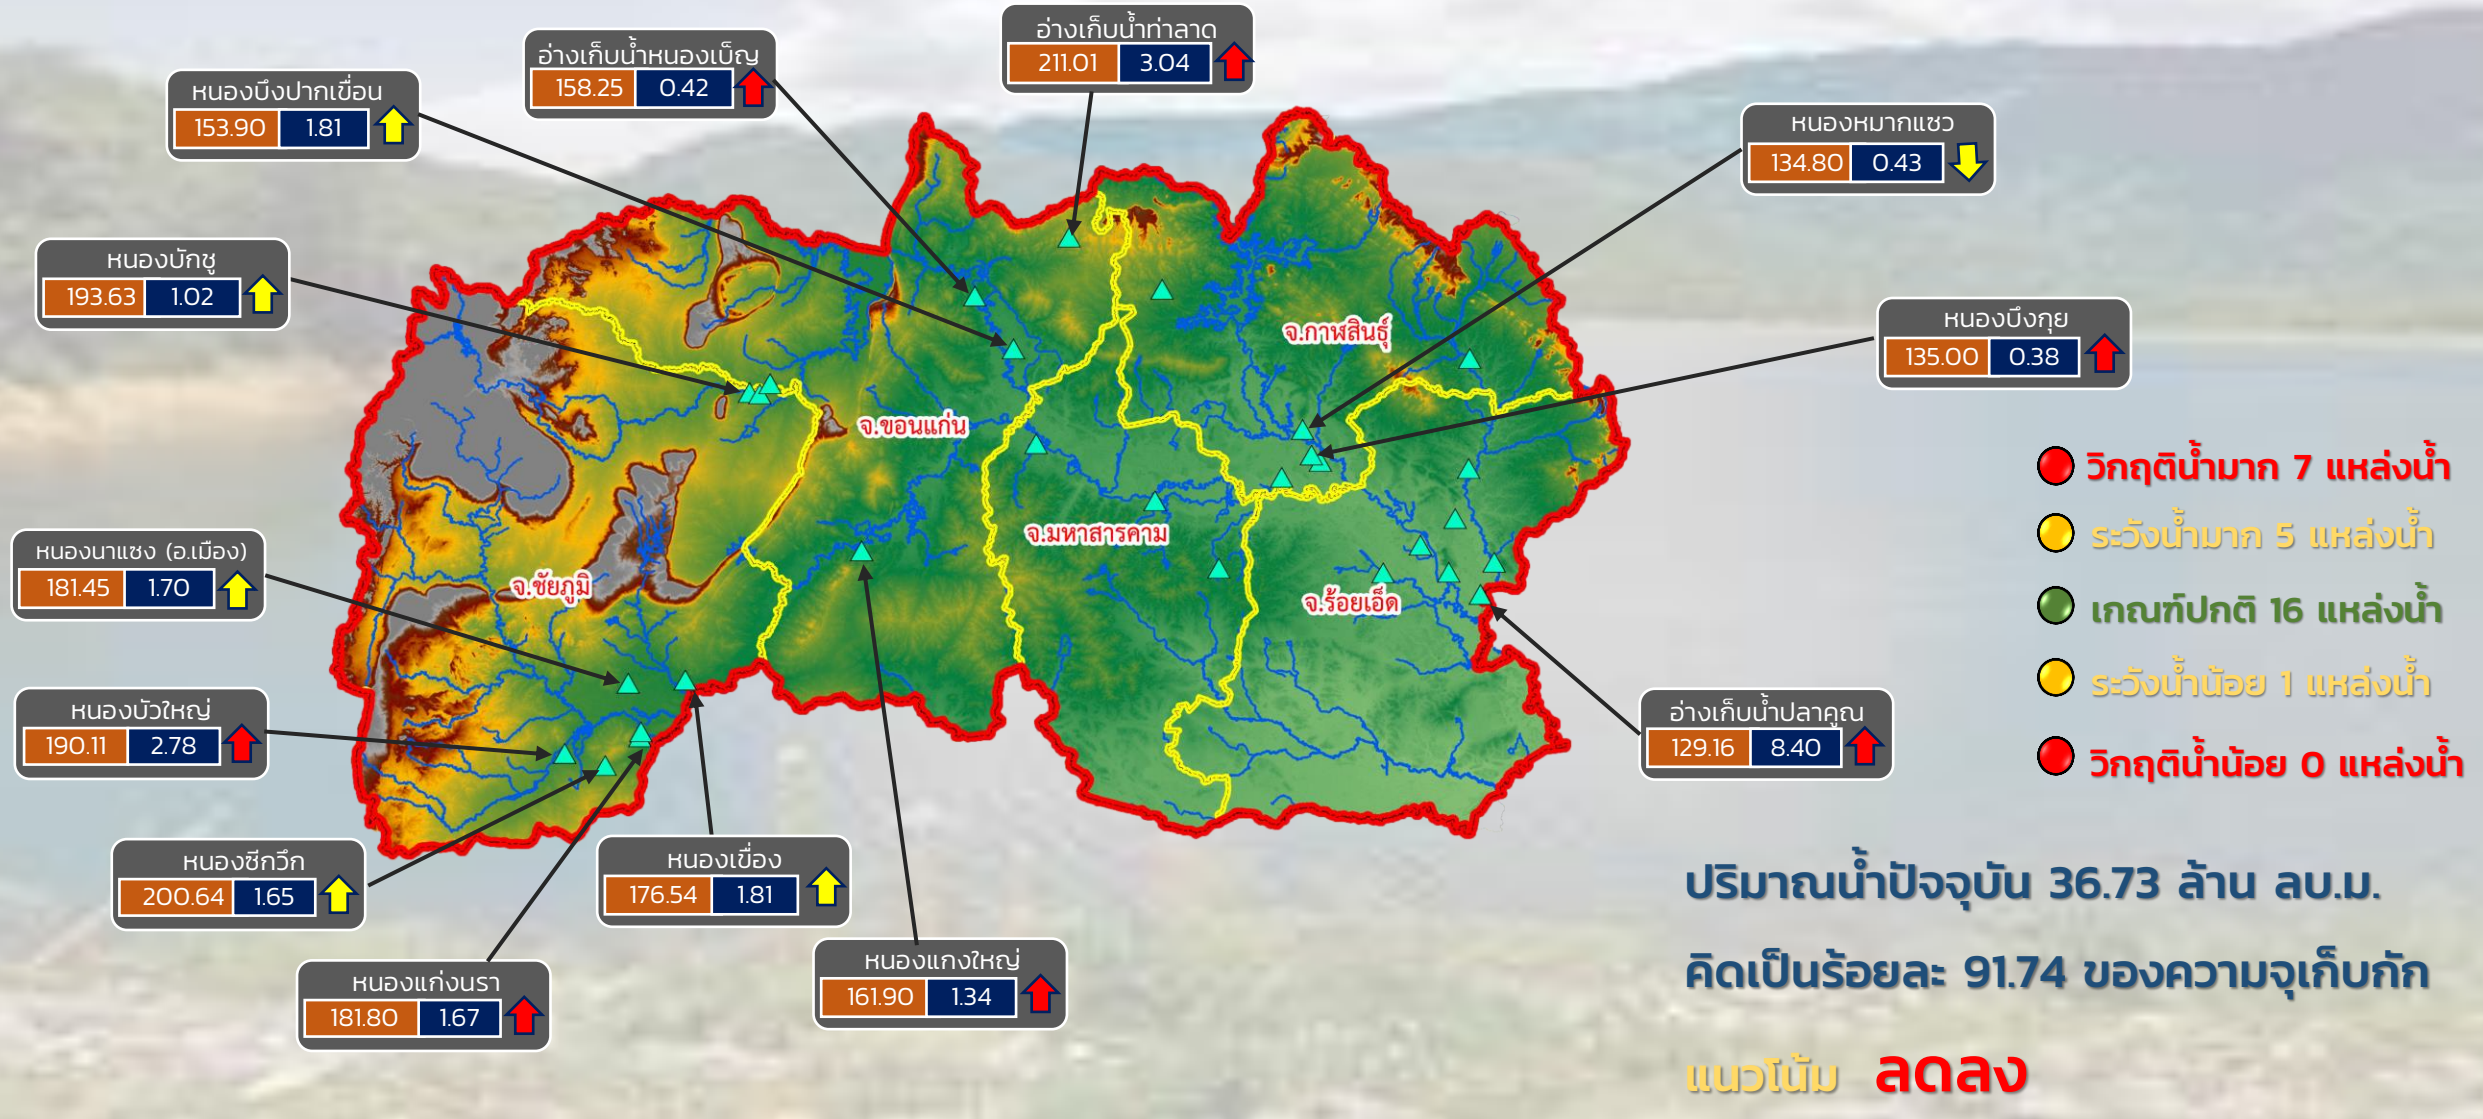 อ่างเก็บน้ำท่าลาด
211.01 3.04
อ่างเก็บน้ำหนองเบ็ญ
158.25 0.42
หนองบึงปากเขื่อน
153.90 1.81
หนองหมากแซว
134.80 0.43
หนองบักชู
193.63 1.02
หนองบึงกุย
135.00 0.38
จ.กาฬสินธุ์
จ.ขอนแก่น
จ.มหาสารคาม
จ.ชัยภูมิ
จ.ร้อยเอ็ด
หนองนาแซง (อ.เมือง)
181.45 1.70
หนองบัวใหญ่
190.11 2.78
อ่างเก็บน้ำปลาคูณ
129.16 8.40
หนองซีกวึก
200.64 1.65
หนองเขื่อง
176.54 1.81
หนองแก่งนรา
181.80 1.67
หนองแกงใหญ่
161.90 1.34
วิกฤติน้ำมาก 7 แหล่งน้ำ
ระวังน้ำมาก 5 แหล่งน้ำ
เกณฑ์ปกติ 16 แหล่งน้ำ
ระวังน้ำน้อย 1 แหล่งน้ำ
วิกฤติน้ำน้อย 0 แหล่งน้ำ
ปริมาณน้ำปัจจุบัน 36.73 ล้าน ลบ.ม.
คิดเป็นร้อยละ 91.74 ของความจุเก็บกัก
แนวโน้ม ลดลง